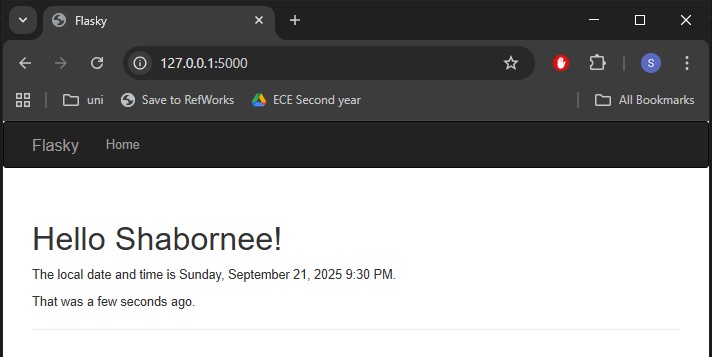 Flasky
127.0.0.1:5000
S
uni Save to RefWorks ECE Second year All Bookmarks
Flasky Home
Hello Shabornee!
The local date and time is Sunday, September 21, 2025 9:30 PM.
That was a few seconds ago.